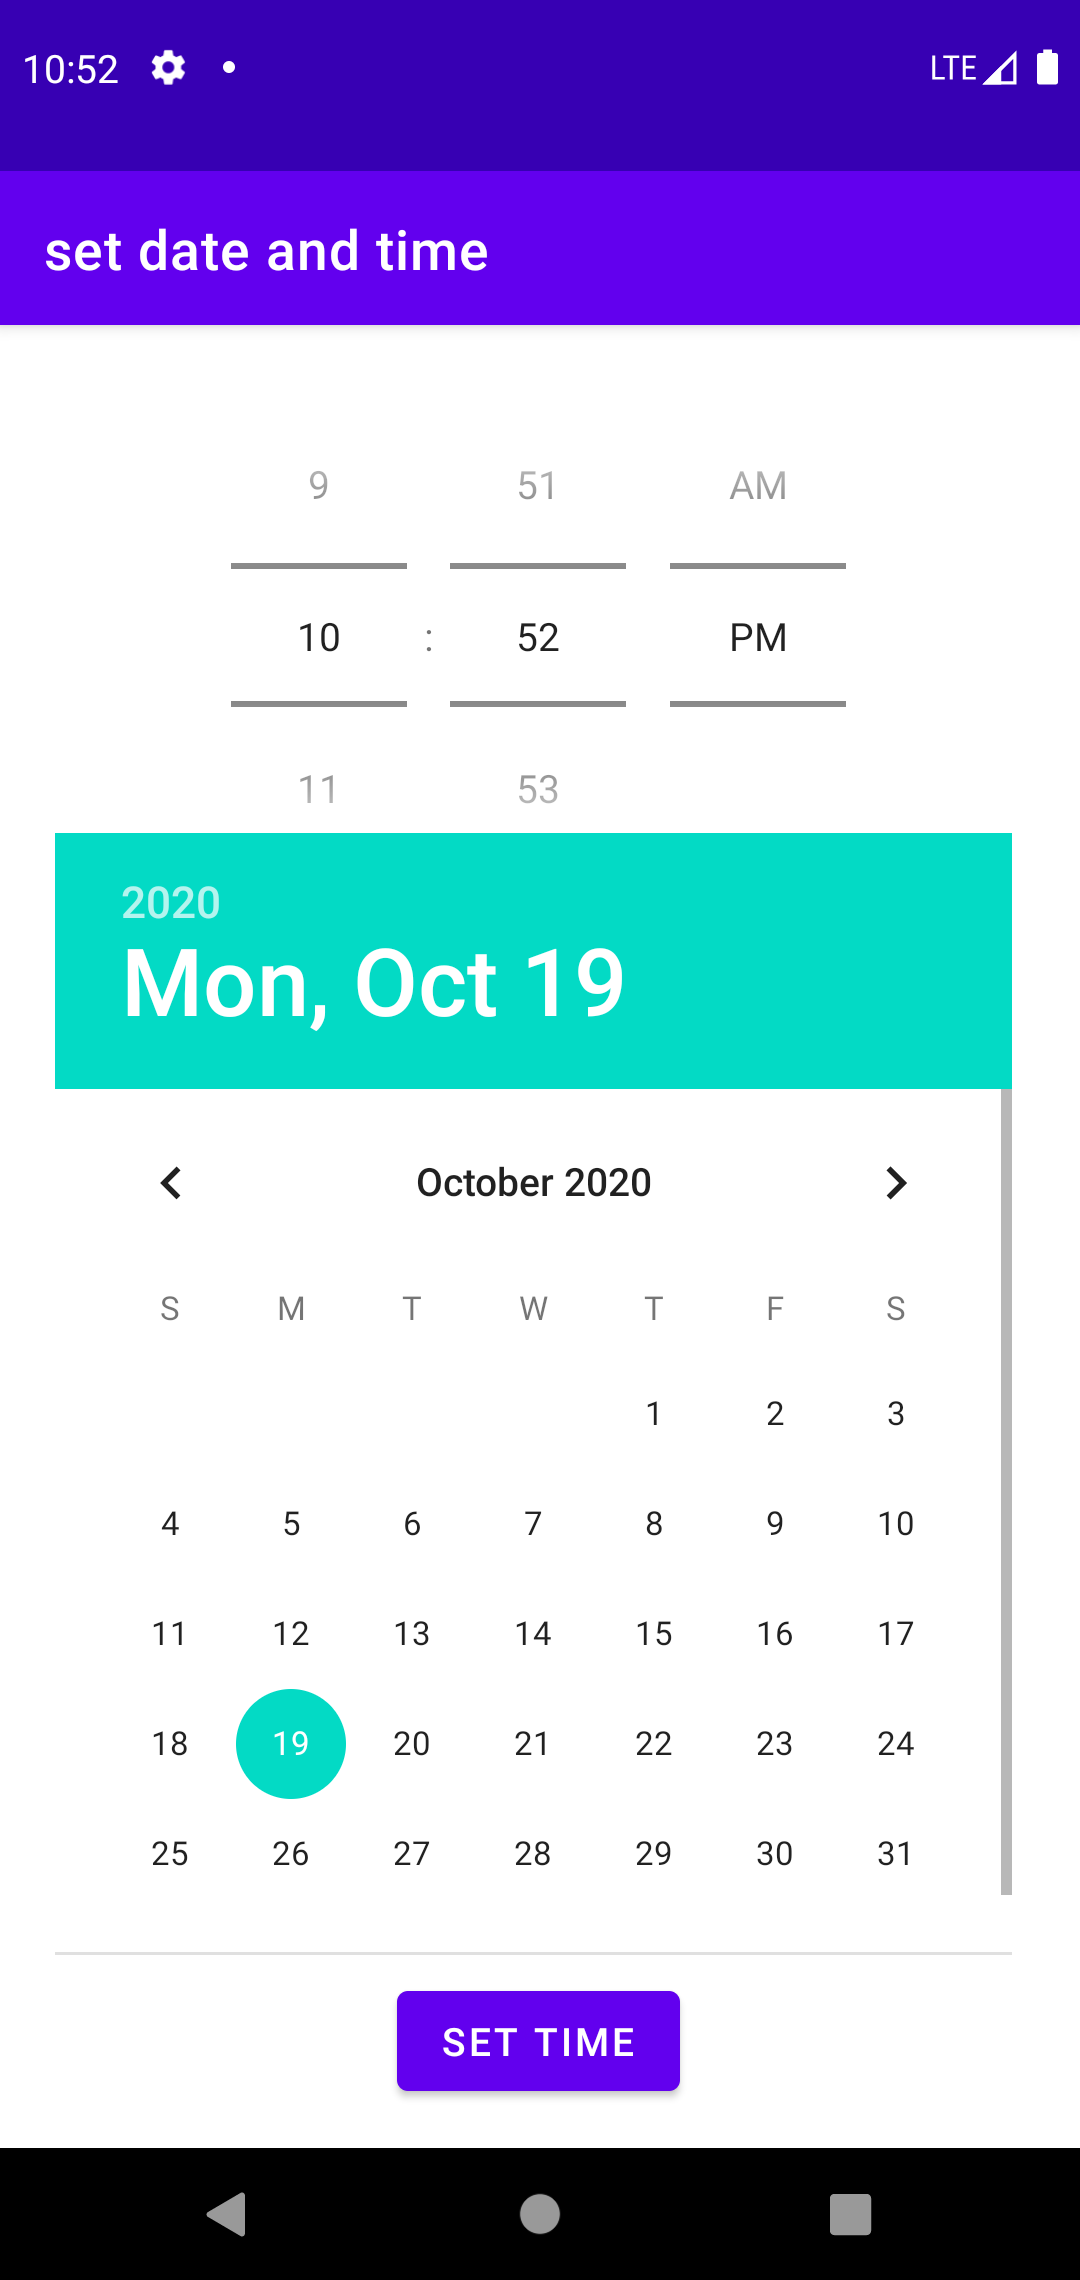 10:52 LTE
set date and time
9 51 AM
10 : 52 PM
11 53
2020
Mon, Oct 19
October 2020
S M T W T F S
1 2 3
4 5 6 7 8 9 10
11 12 13 14 15 16 17
18 19 20 21 22 23 24
25 26 27 28 29 30 31
SET TIME